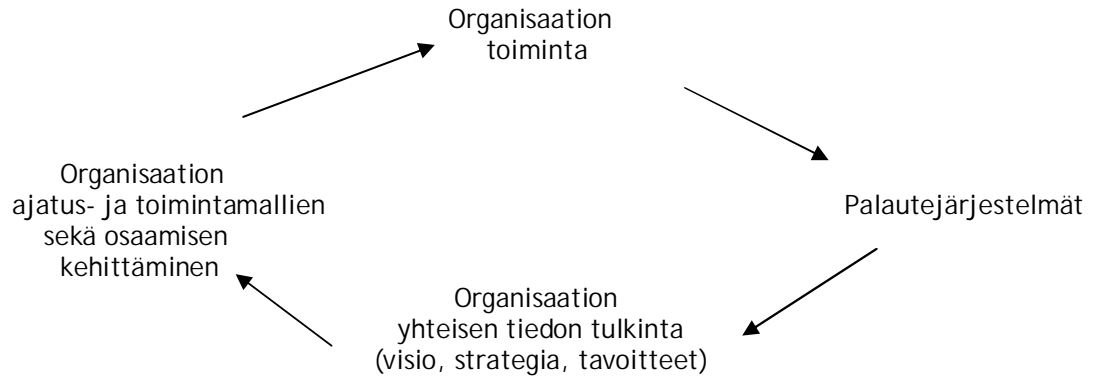 Organisaation
toiminta
Organisaation
ajatus- ja toimintamallien
sekä osaamisen
kehittäminen
Palautejärjestelmät
Organisaation
yhteisen tiedon tulkinta
(visio, strategia, tavoitteet)